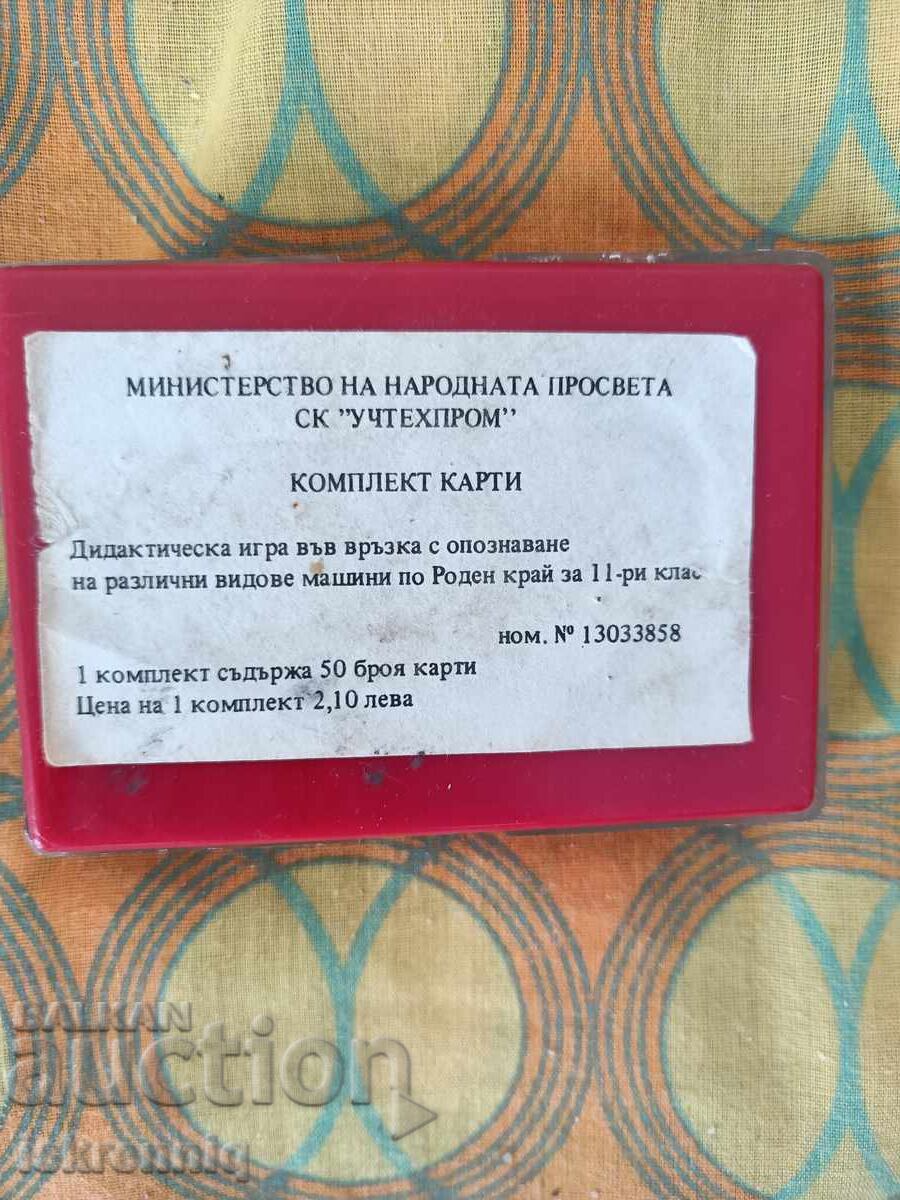 МИНИСТЕРСТВО НА НАРОДНАТА ПРОСВЕТА
СК "УЧТЕХПРОМ"
КОМПЛЕКТ КАРТИ
Дидактическа игра във връзка с опознаване
на различни видове машини по Роден край за 11-ри клас
ном. № 13033858
1 комплект съдържа 50 броя карти
Цена на 1 комплект 2,10 лева
BALKAN
auction
iskronnig